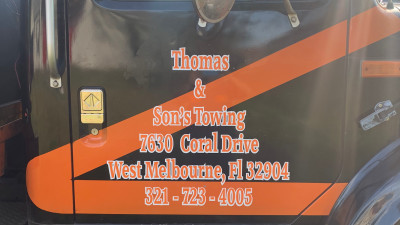 Thomas
&
Son's Towing
7630 Coral Drive
West Melbourne, Fl 32904
321 - 723 - 4005